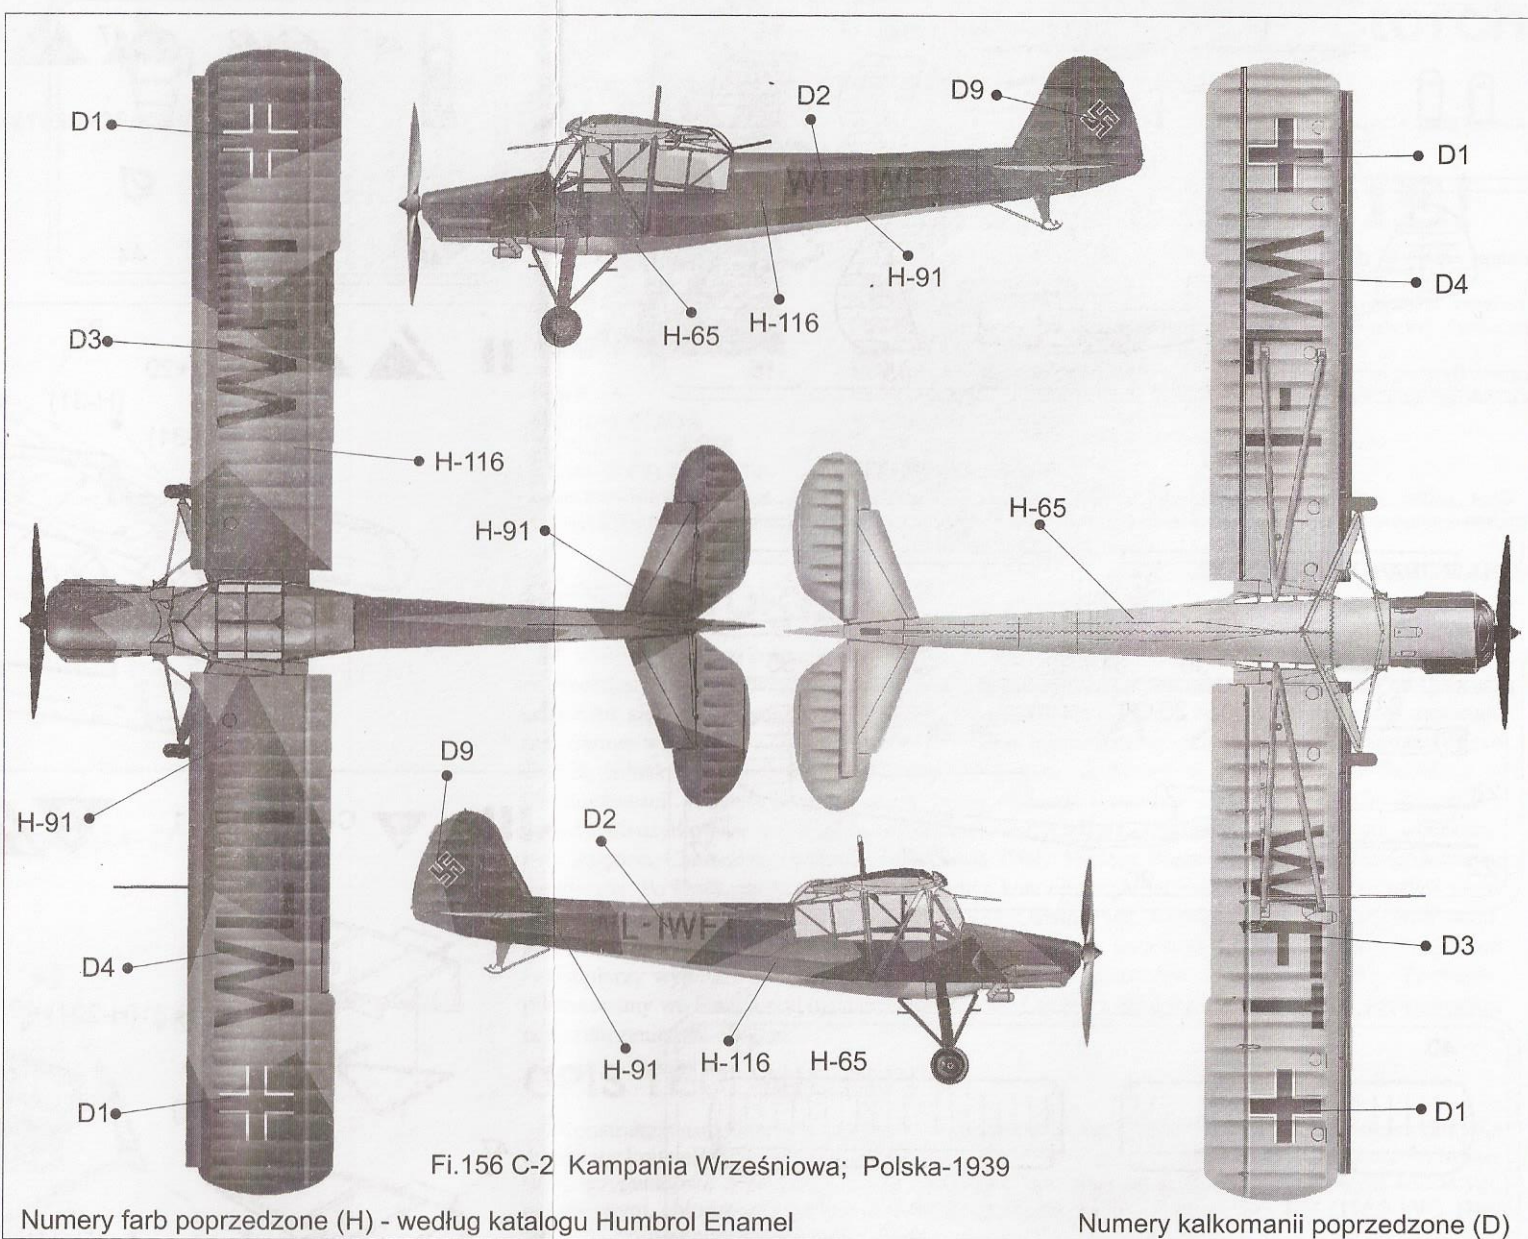 D1
D2
D9
WL-IWFT
D1
H-91
D4
H-65
H-116
D3
H-116
H-91
H-65
D9
D2
H-91
L-IWFT
D4
D3
H-91
H-116
H-65
D1
D1
Fi.156 C-2 Kampania Wrześniowa; Polska-1939
Numery farb poprzedzone (H) - według katalogu Humbrol Enamel
Numery kalkomanii poprzedzone (D)